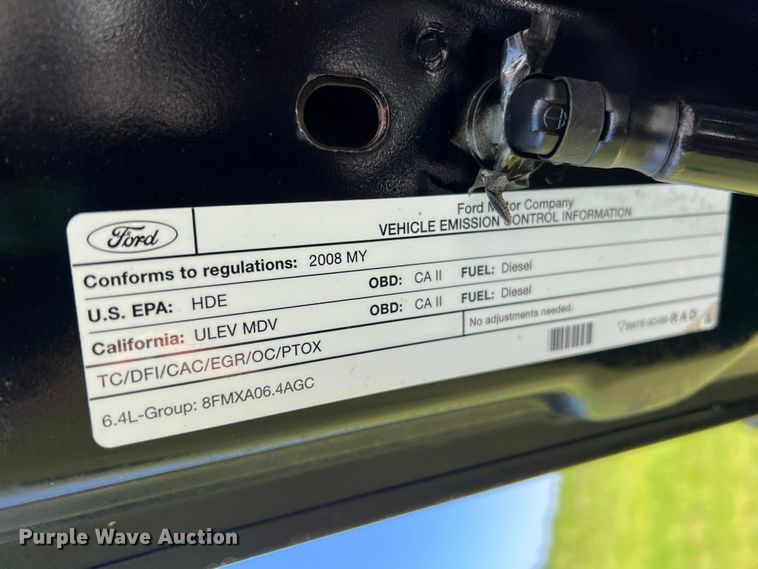 Ford
Ford Motor Company
VEHICLE EMISSION CONTROL INFORMATION
Conforms to regulations: 2008 MY
U.S. EPA: HDE OBD: CA II FUEL: Diesel
California: ULEV MDV OBD: CA II FUEL: Diesel
TC/DFI/CAC/EGR/OC/PTOX No adjustments needed.
6.4L-Group: 8FMXA06.4AGC
RAD
Purple Wave Auction